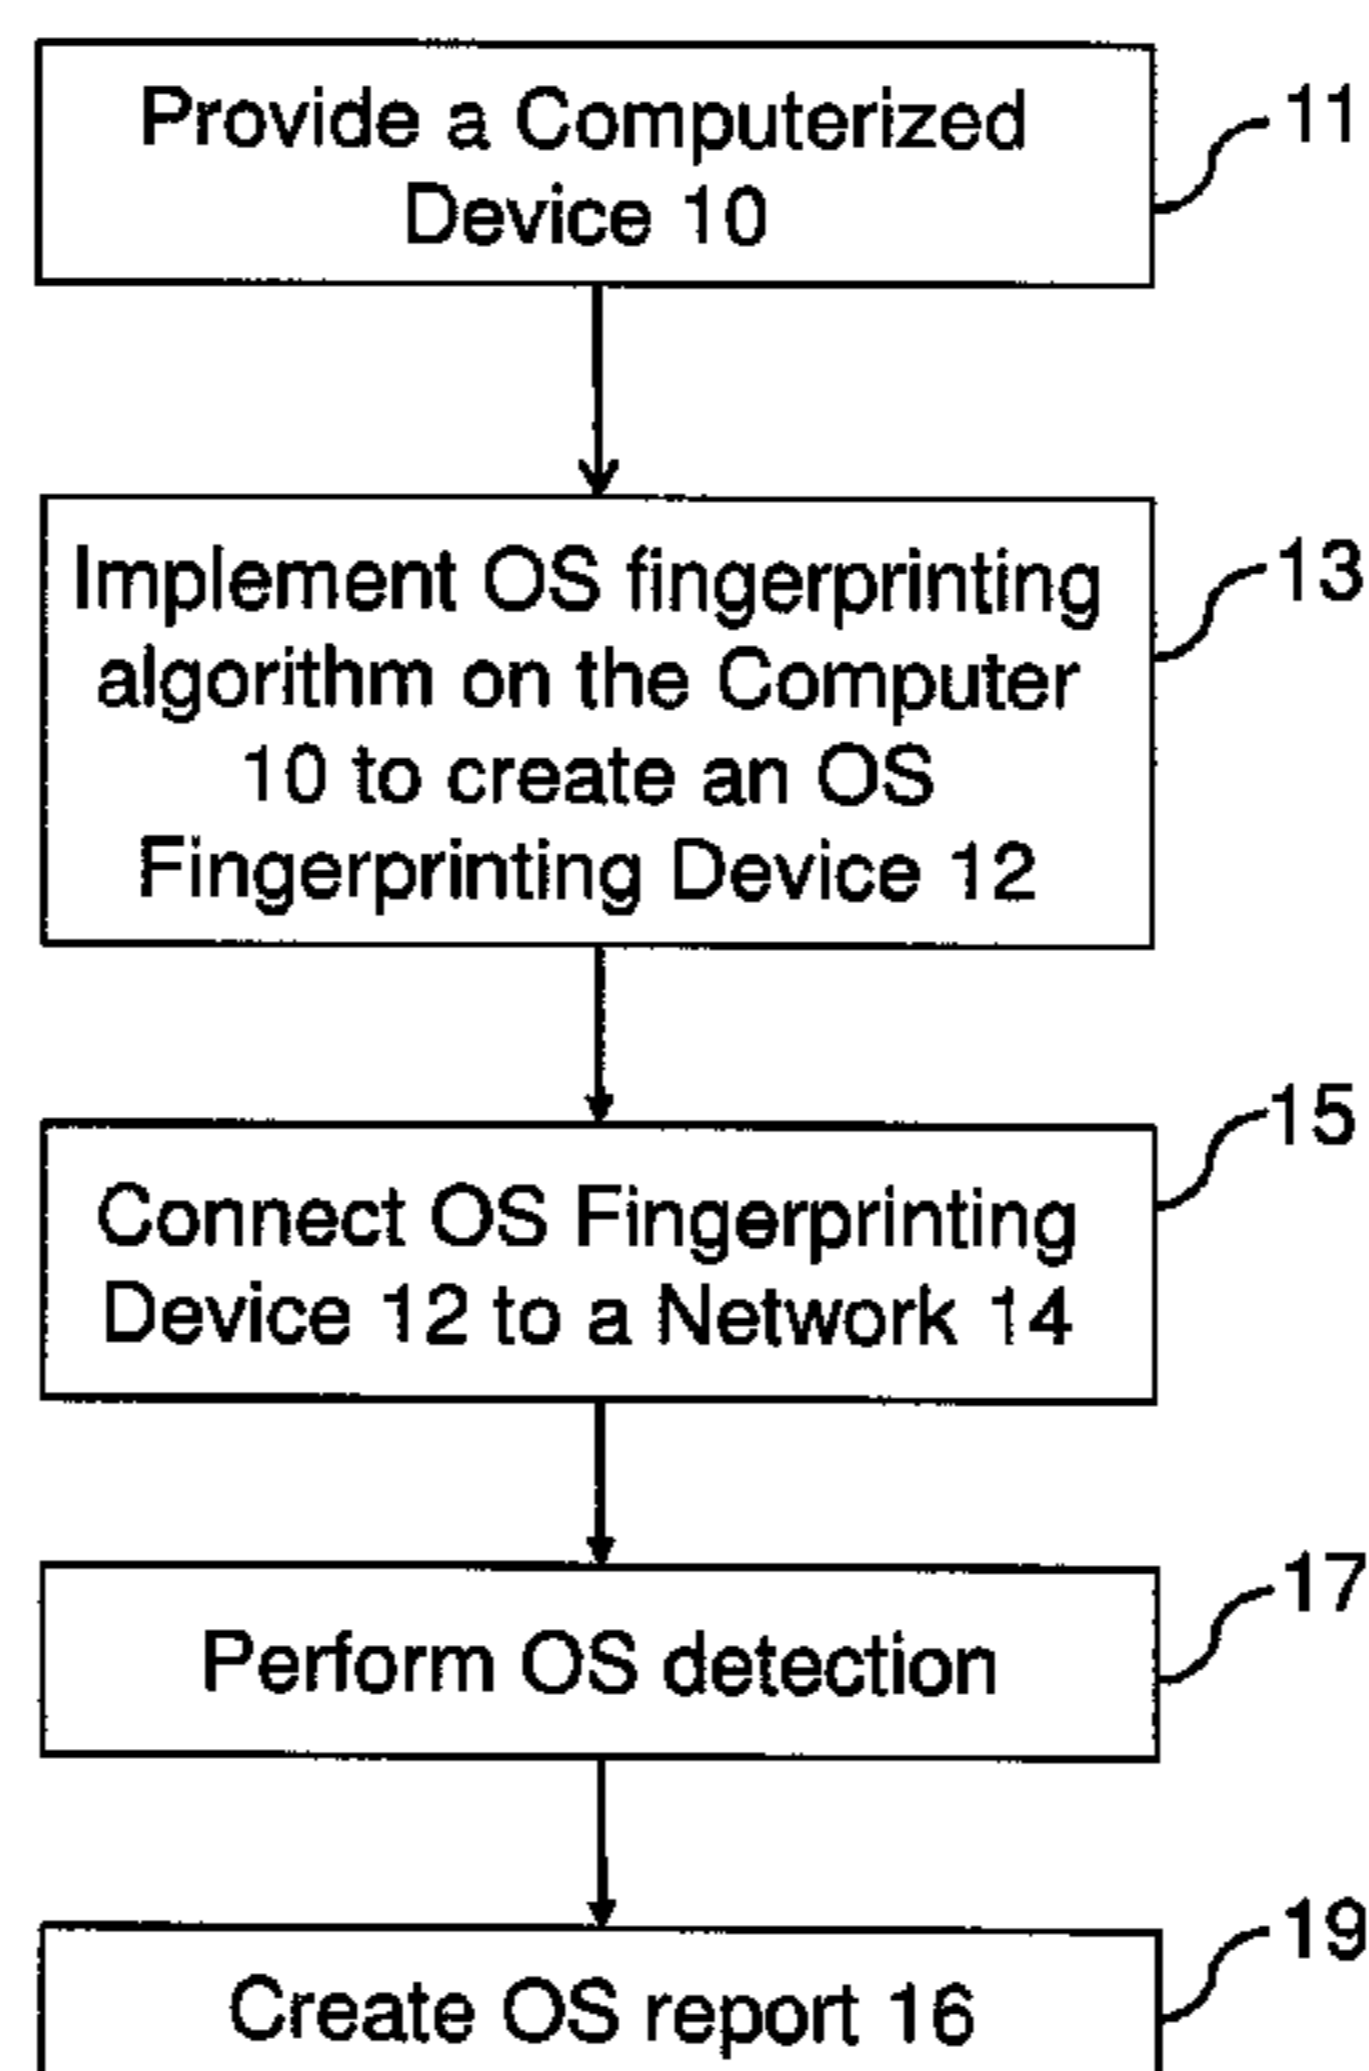 Provide a Computerized
Device 10
11
Implement OS fingerprinting
algorithm on the Computer
10 to create an OS
Fingerprinting Device 12
13
Connect OS Fingerprinting
Device 12 to a Network 14
15
Perform OS detection
17
Create OS report 16
19